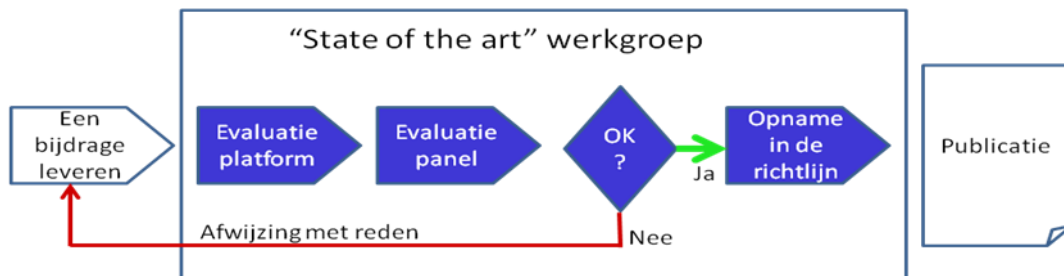 “State of the art” werkgroep
Een
bijdrage
leveren
Evaluatie
platform
Evaluatie
panel
OK
?
Ja
Opname
in de
richtlijn
Publicatie
Afwijzing met reden
Nee